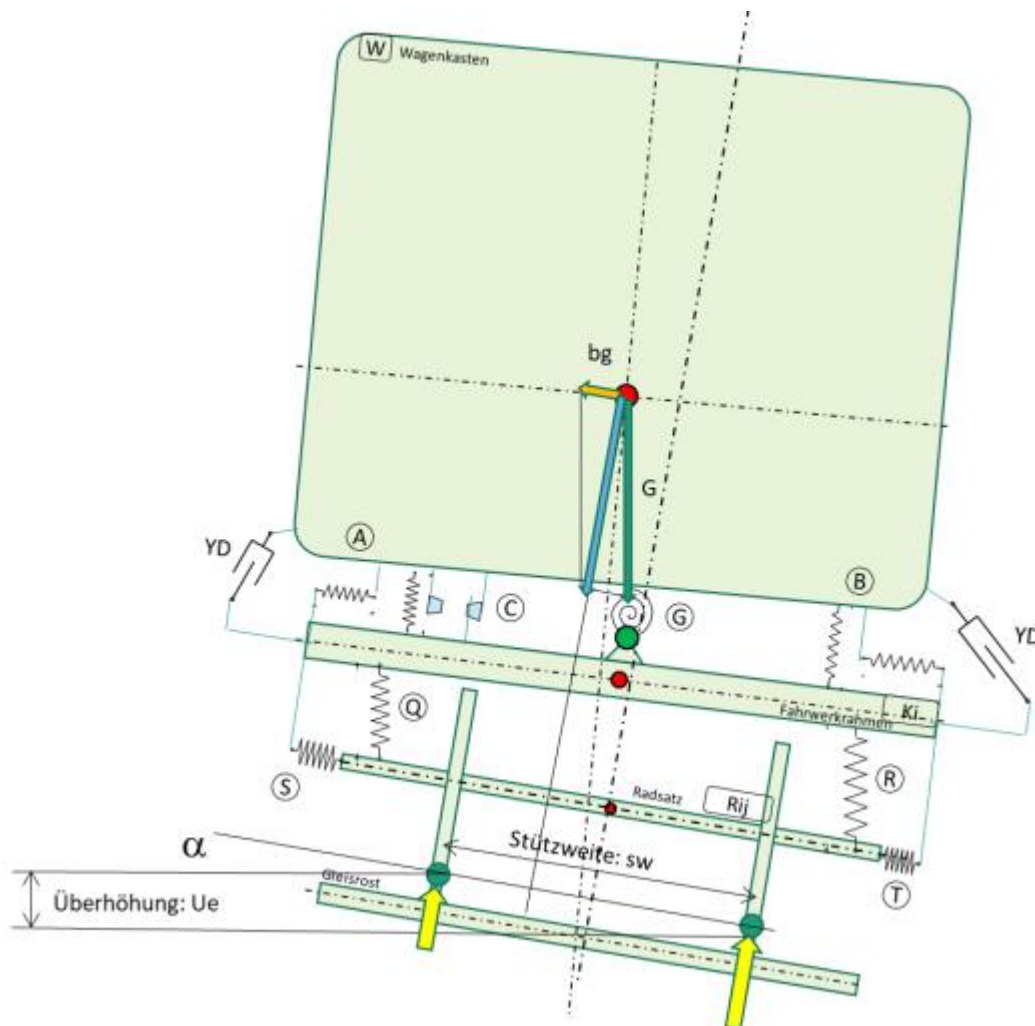 W Wagenkasten
bg
G
A
YD
B
C
G
YD
Ki
Fahrwerkrahmen
Q
R
S
Radsatz
Rij
Stützweite: sw
α
Gleisrost
T
Überhöhung: Ue